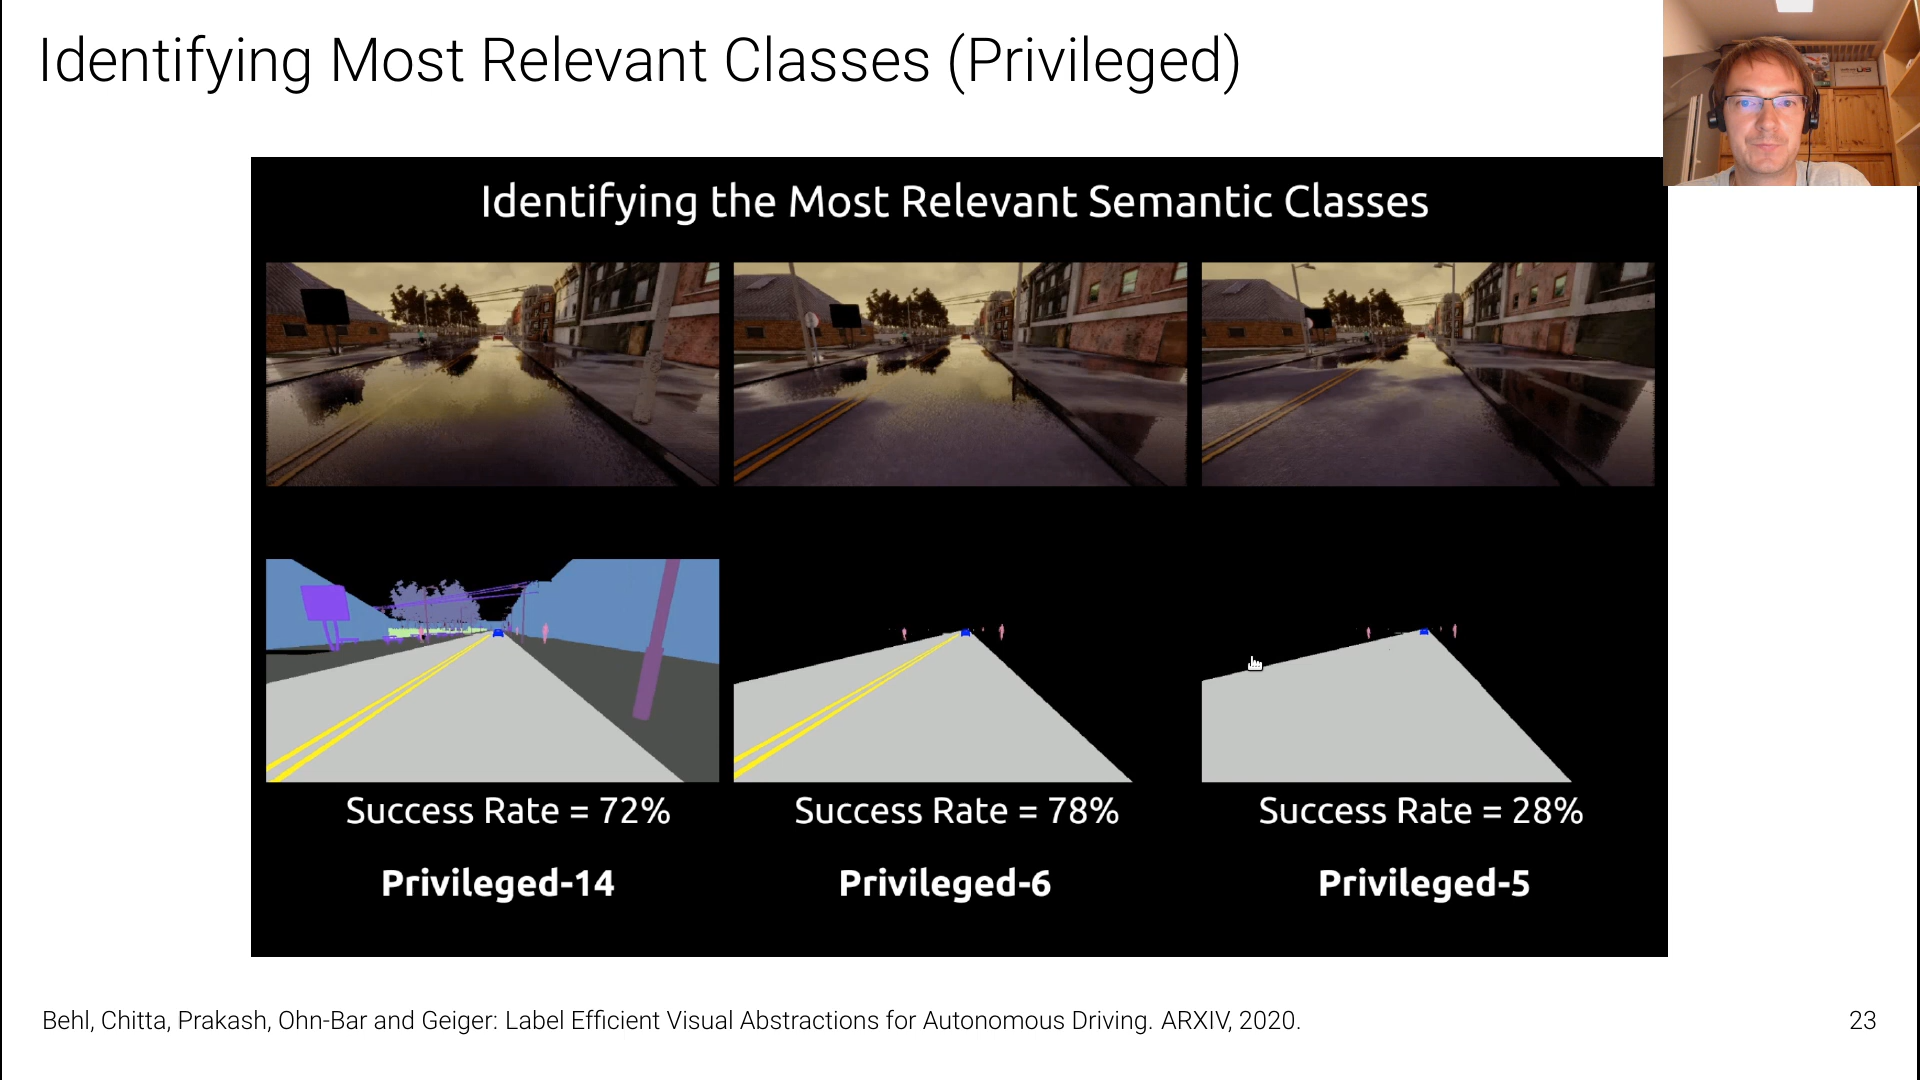 Identifying Most Relevant Classes (Privileged)
Identifying the Most Relevant Semantic Classes
Success Rate = 72%
Success Rate = 78%
Success Rate = 28%
Privileged-14
Privileged-6
Privileged-5
Behl, Chitta, Prakash, Ohn-Bar and Geiger: Label Efficient Visual Abstractions for Autonomous Driving. ARXIV, 2020.
23